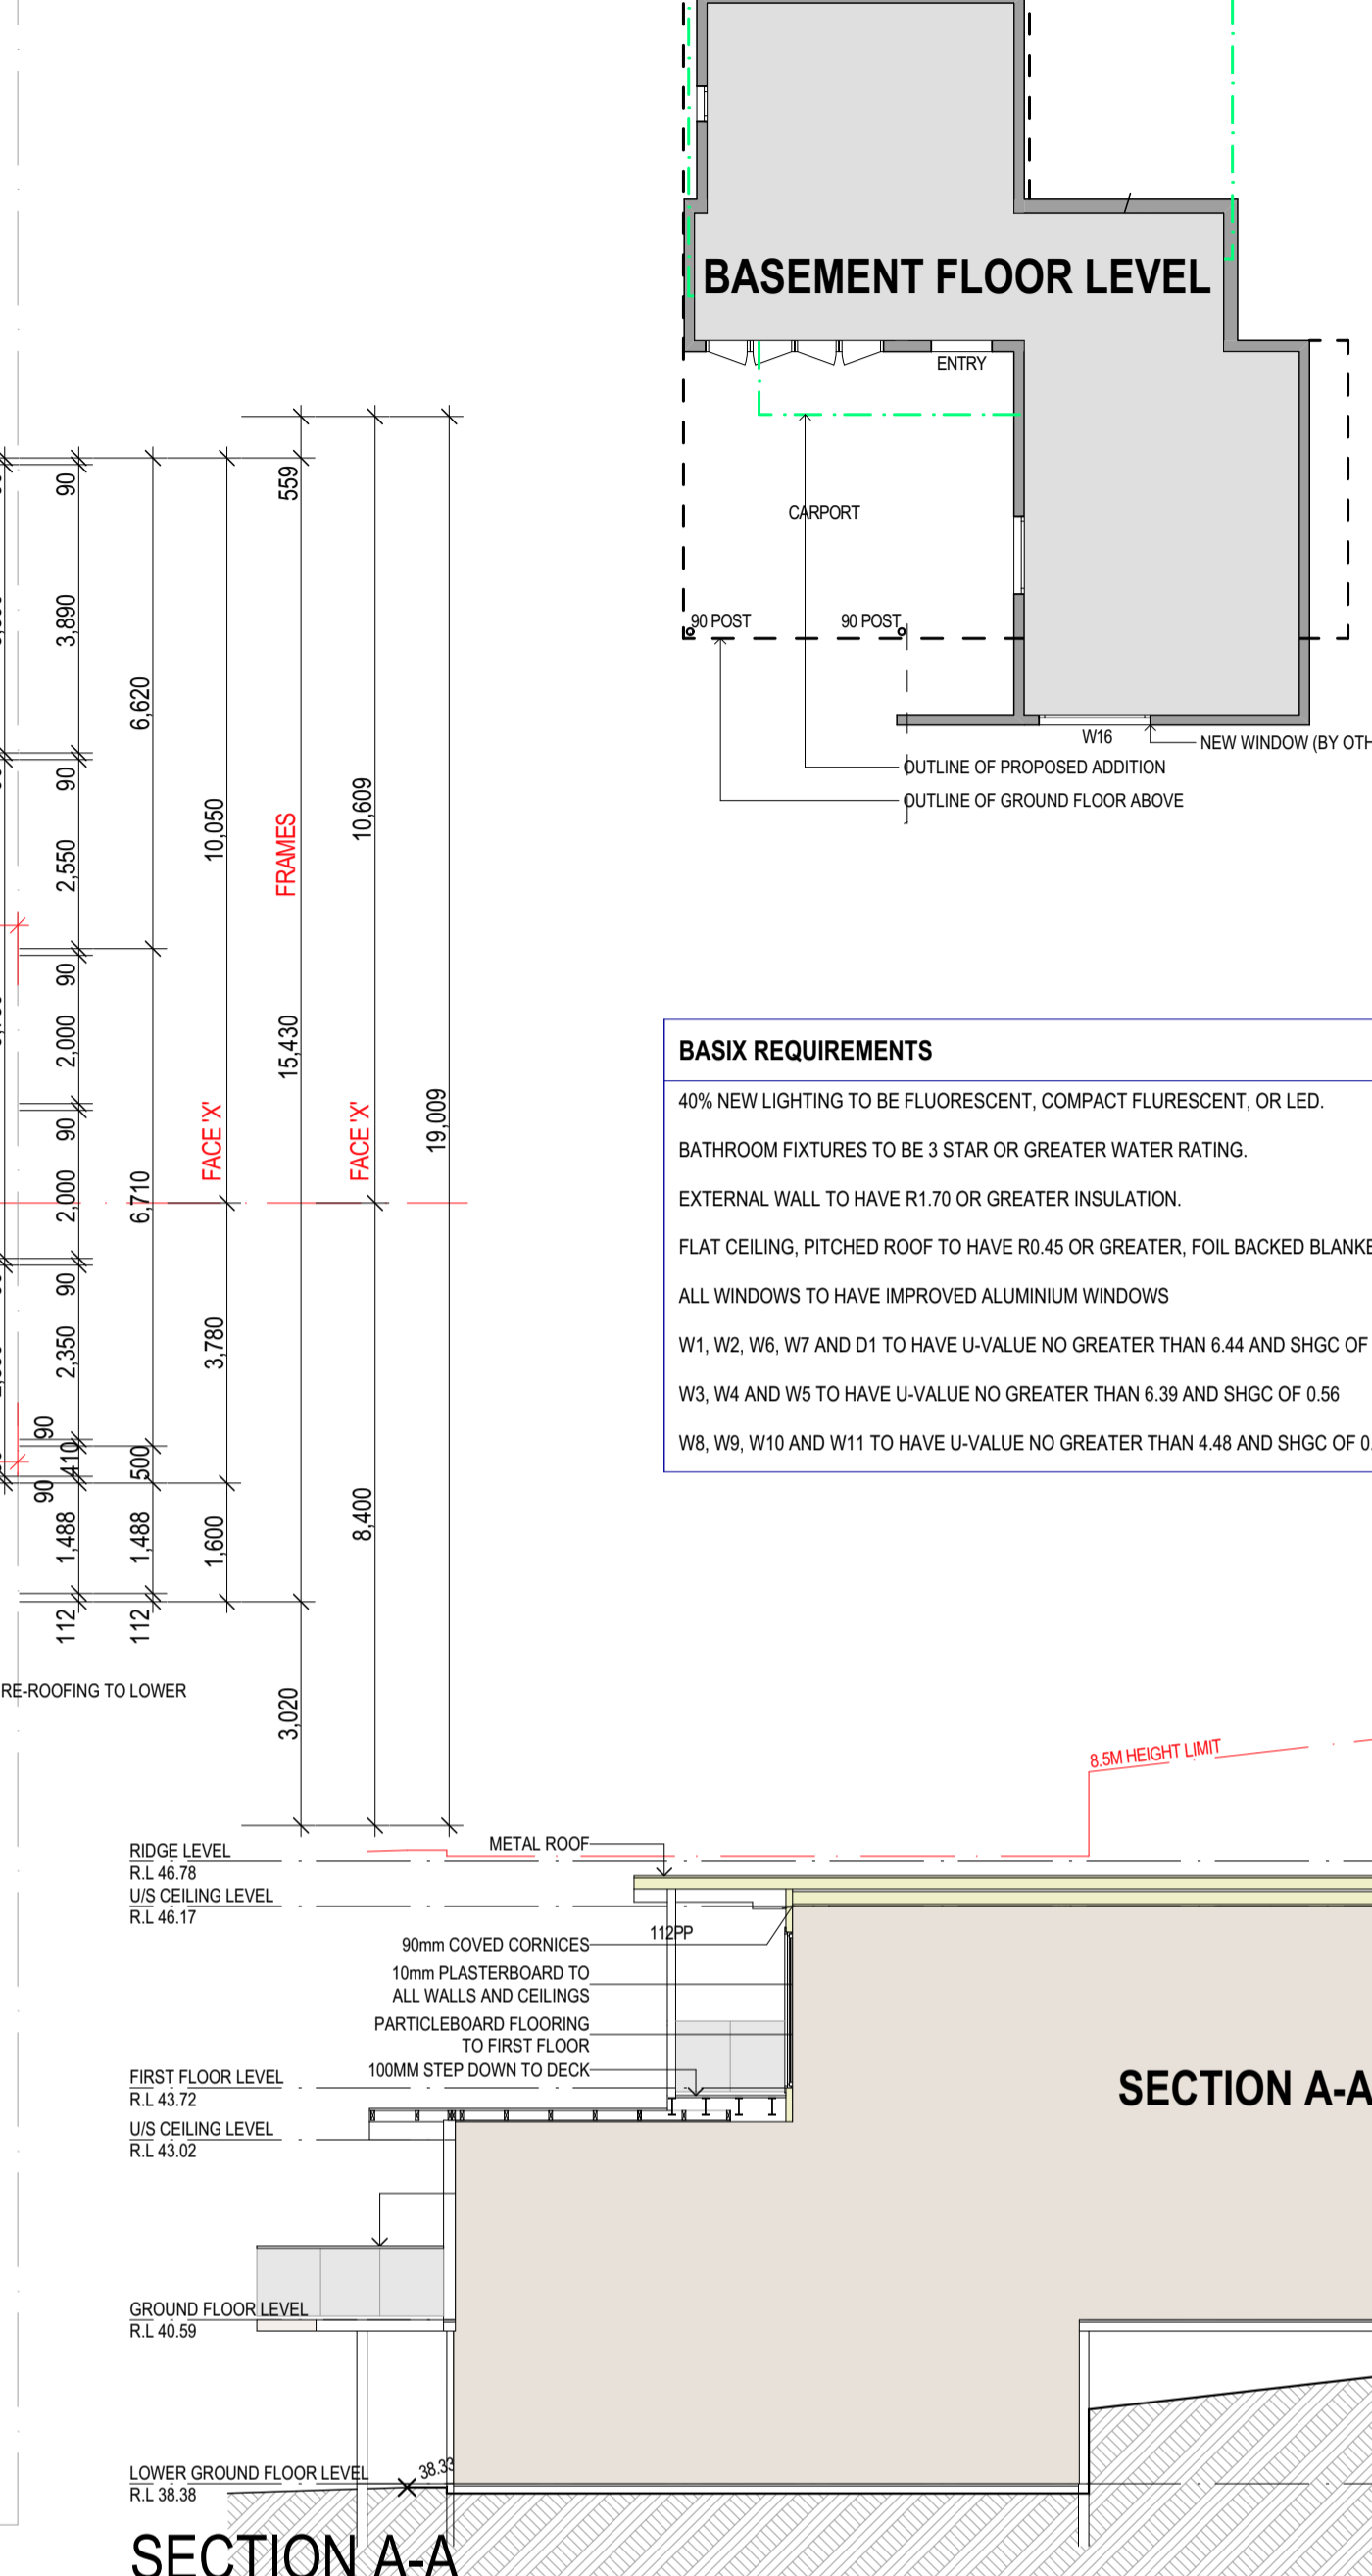 BASEMENT FLOOR LEVEL
ENTRY
CARPORT
90 POST
90 POST
W16
NEW WINDOW (BY OTH
OUTLINE OF PROPOSED ADDITION
OUTLINE OF GROUND FLOOR ABOVE
90
3,890
90
2,550
90
2,000
90
2,000
90
2,350
90
410
90
1,488
112
6,620
6,710
500
1,488
112
10,050
FACE 'X'
3,780
1,600
559
FRAMES
15,430
3,020
10,609
FACE 'X'
8,400
19,009
BASIX REQUIREMENTS
40% NEW LIGHTING TO BE FLUORESCENT, COMPACT FLURESCENT, OR LED.
BATHROOM FIXTURES TO BE 3 STAR OR GREATER WATER RATING.
EXTERNAL WALL TO HAVE R1.70 OR GREATER INSULATION.
FLAT CEILING, PITCHED ROOF TO HAVE R0.45 OR GREATER, FOIL BACKED BLANKE
ALL WINDOWS TO HAVE IMPROVED ALUMINIUM WINDOWS
W1, W2, W6, W7 AND D1 TO HAVE U-VALUE NO GREATER THAN 6.44 AND SHGC OF
W3, W4 AND W5 TO HAVE U-VALUE NO GREATER THAN 6.39 AND SHGC OF 0.56
W8, W9, W10 AND W11 TO HAVE U-VALUE NO GREATER THAN 4.48 AND SHGC OF 0.
RE-ROOFING TO LOWER
8.5M HEIGHT LIMIT
RIDGE LEVEL
R.L 46.78
METAL ROOF
U/S CEILING LEVEL
R.L 46.17
112PP
90mm COVED CORNICES
10mm PLASTERBOARD TO
ALL WALLS AND CEILINGS
PARTICLEBOARD FLOORING
TO FIRST FLOOR
100MM STEP DOWN TO DECK
FIRST FLOOR LEVEL
R.L 43.72
SECTION A-A
U/S CEILING LEVEL
R.L 43.02
GROUND FLOOR LEVEL
R.L 40.59
LOWER GROUND FLOOR LEVEL
R.L 38.38
38.33
SECTION A-A